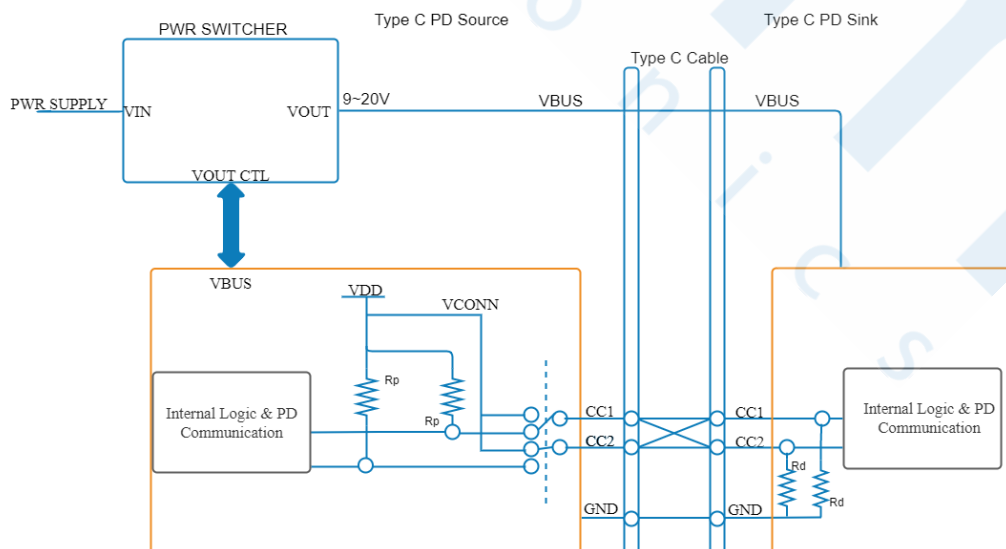 Type C PD Source
Type C PD Sink
PWR SWITCHER
Type C Cable
PWR SUPPLY
VIN
VOUT
9~20V
VBUS
VBUS
VOUT CTL
VBUS
VDD
VCONN
Rp
Rp
Internal Logic & PD
Communication
CC1
CC1
CC2
CC2
Internal Logic & PD
Communication
Rd
Rd
GND
GND
n
i
c
s